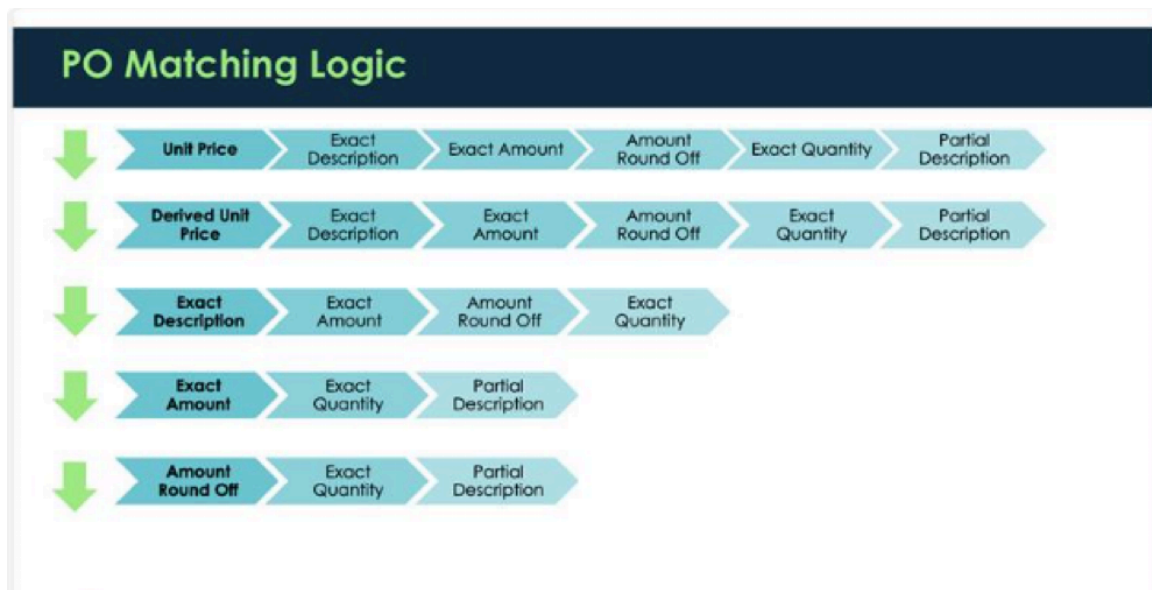 PO Matching Logic
Unit Price
Exact
Description
Exact Amount
Amount
Round Off
Exact Quantity
Partial
Description
Derived Unit
Price
Exact
Description
Exact
Amount
Amount
Round Off
Exact
Quantity
Partial
Description
Exact
Description
Exact
Amount
Amount
Round Off
Exact
Quantity
Exact
Amount
Exact
Quantity
Partial
Description
Amount
Round Off
Exact
Quantity
Partial
Description